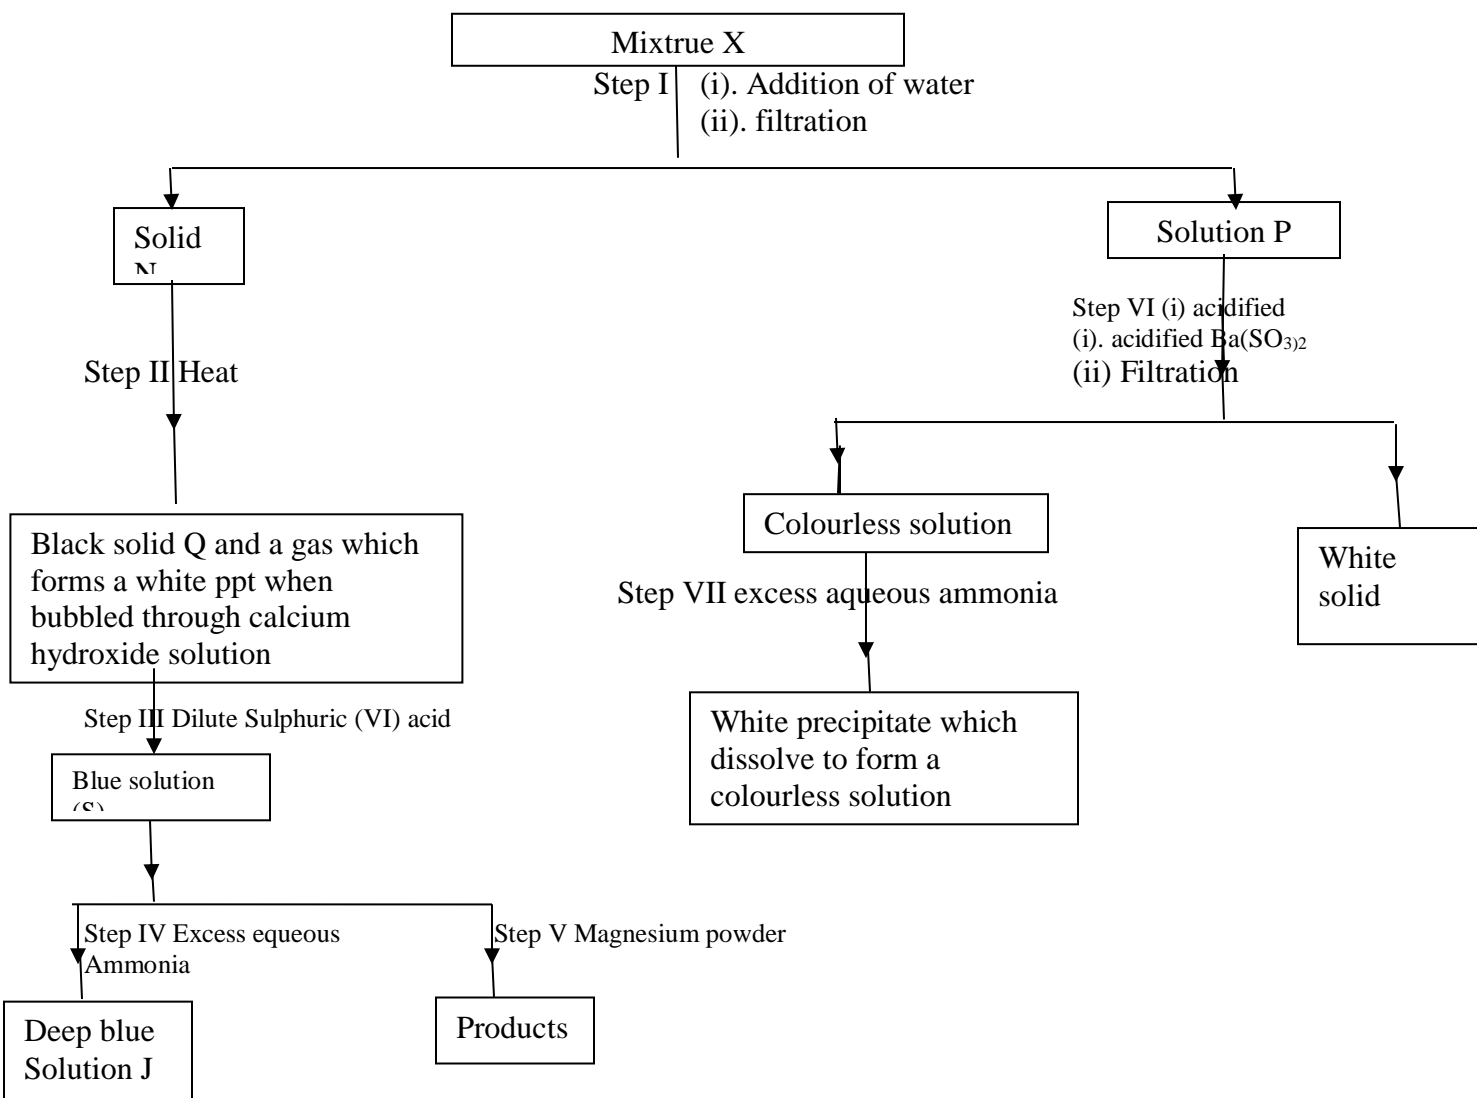 Mixtrue X
Step I
(i). Addition of water
(ii). filtration
Solid
N
Solution P
Step VI (i) acidified
(i). acidified Ba(SO3)2
(ii) Filtration
Step II Heat
Colourless solution
White
solid
Black solid Q and a gas which
forms a white ppt when
bubbled through calcium
hydroxide solution
Step VII excess aqueous ammonia
White precipitate which
dissolve to form a
colourless solution
Step III Dilute Sulphuric (VI) acid
Blue solution
(S)
Step IV Excess equeous
Ammonia
Step V Magnesium powder
Deep blue
Solution J
Products